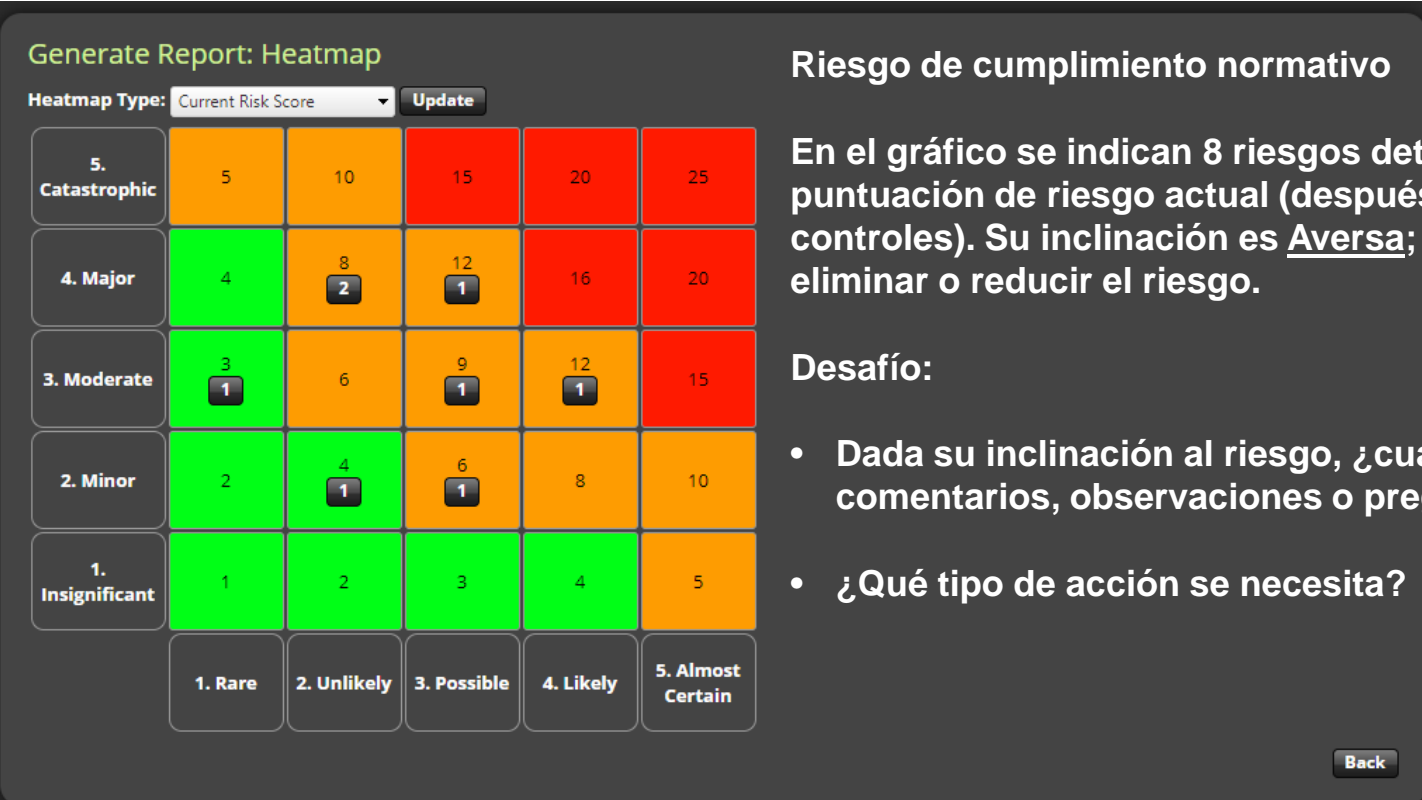 Generate Report: Heatmap
Heatmap Type: Current Risk Score Update
5. Catastrophic 5 10 15 20 25
4. Major 4 8 2 12 1 16 20
3. Moderate 3 1 6 9 1 12 1 15
2. Minor 2 4 1 6 1 8 10
1. Insignificant 1 2 3 4 5
1. Rare 2. Unlikely 3. Possible 4. Likely 5. Almost Certain
Riesgo de cumplimiento normativo
En el gráfico se indican 8 riesgos
puntuación de riesgo actual
controles). Su inclinación es Aversa;
eliminar o reducir el riesgo.
Desafío:
• Dada su inclinación al riesgo,
comentarios, observaciones o
• ¿Qué tipo de acción se necesita?
Back